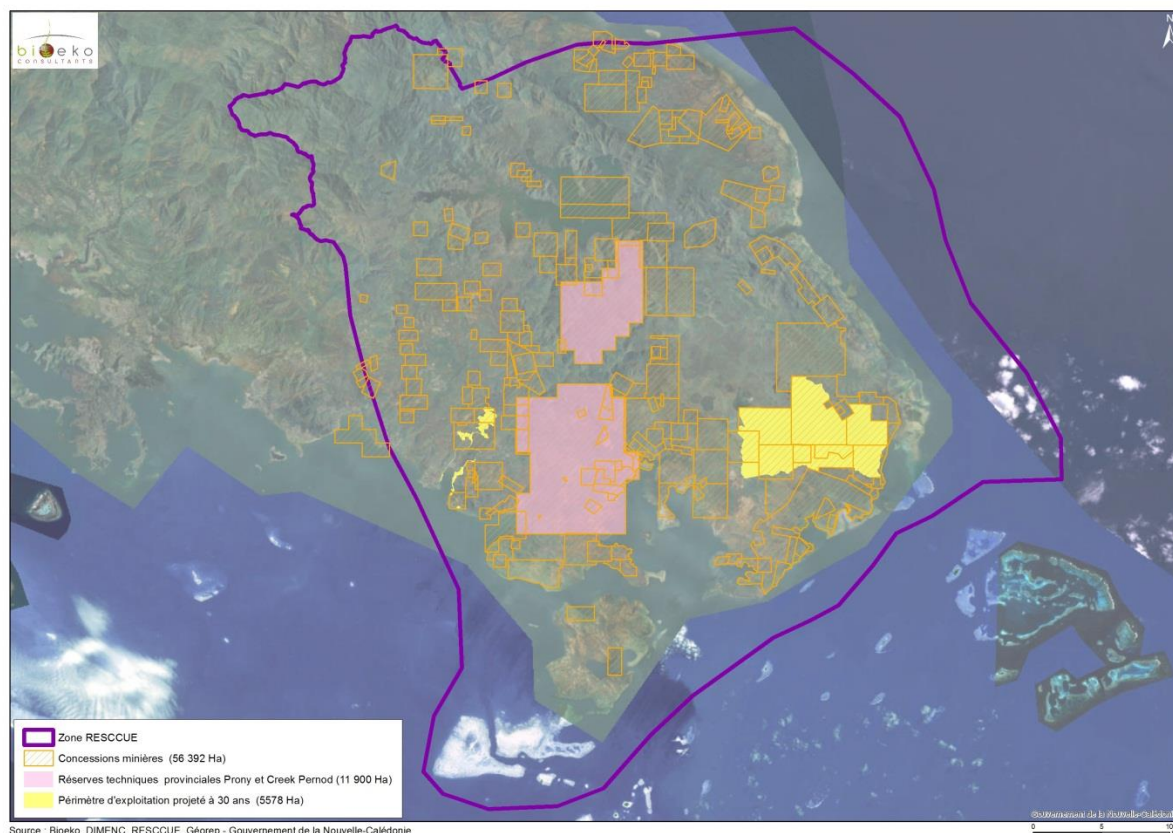 bioeko
CONSULTANTS
N
Zone RESCCUE
Concessions minières (56 392 Ha)
Réserves techniques provinciales Prony et Creek Pernod (11 900 Ha)
Périmètre d'exploitation projeté à 30 ans (5578 Ha)
Gouvernement de la Nouvelle-Calédonie
Source : Bioeko, DIMENC, RESCCUE, Géorep - Gouvernement de la Nouvelle-Calédonie
0 5 10